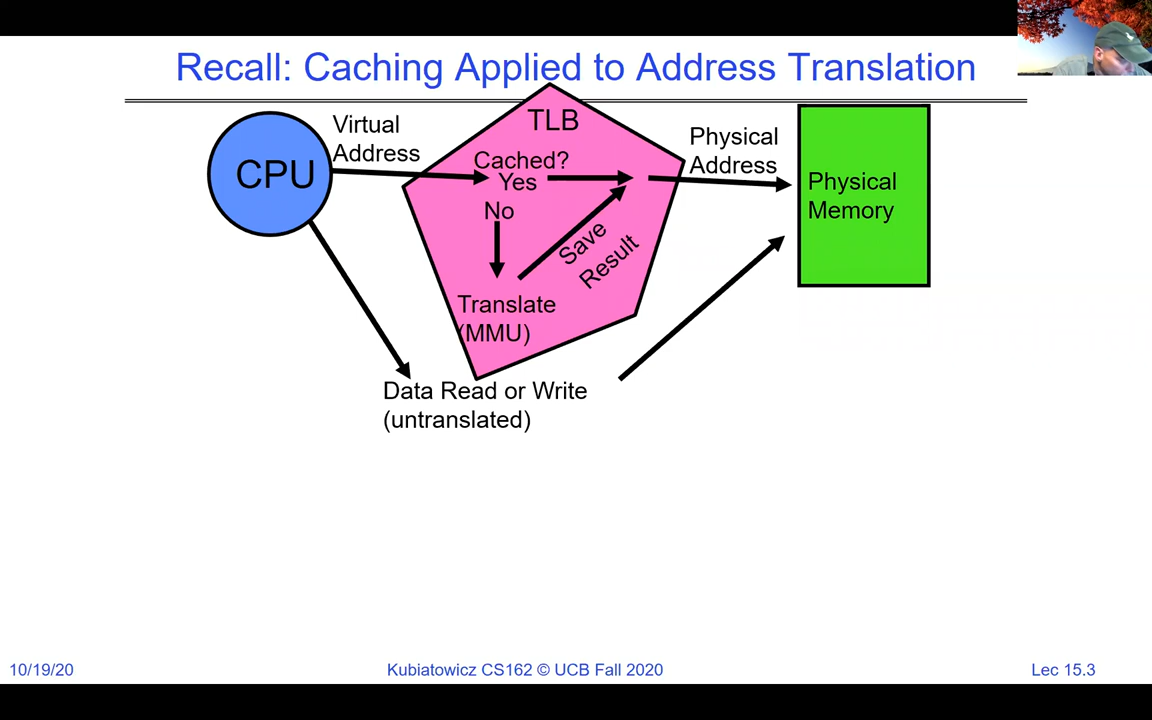 Recall: Caching Applied to Address Translation
CPU
Virtual
Address
TLB
Cached?
Yes
No
Save
Result
Translate
(MMU)
Physical
Address
Physical
Memory
Data Read or Write
(untranslated)
10/19/20
Kubiatowicz CS162 © UCB Fall 2020
Lec 15.3